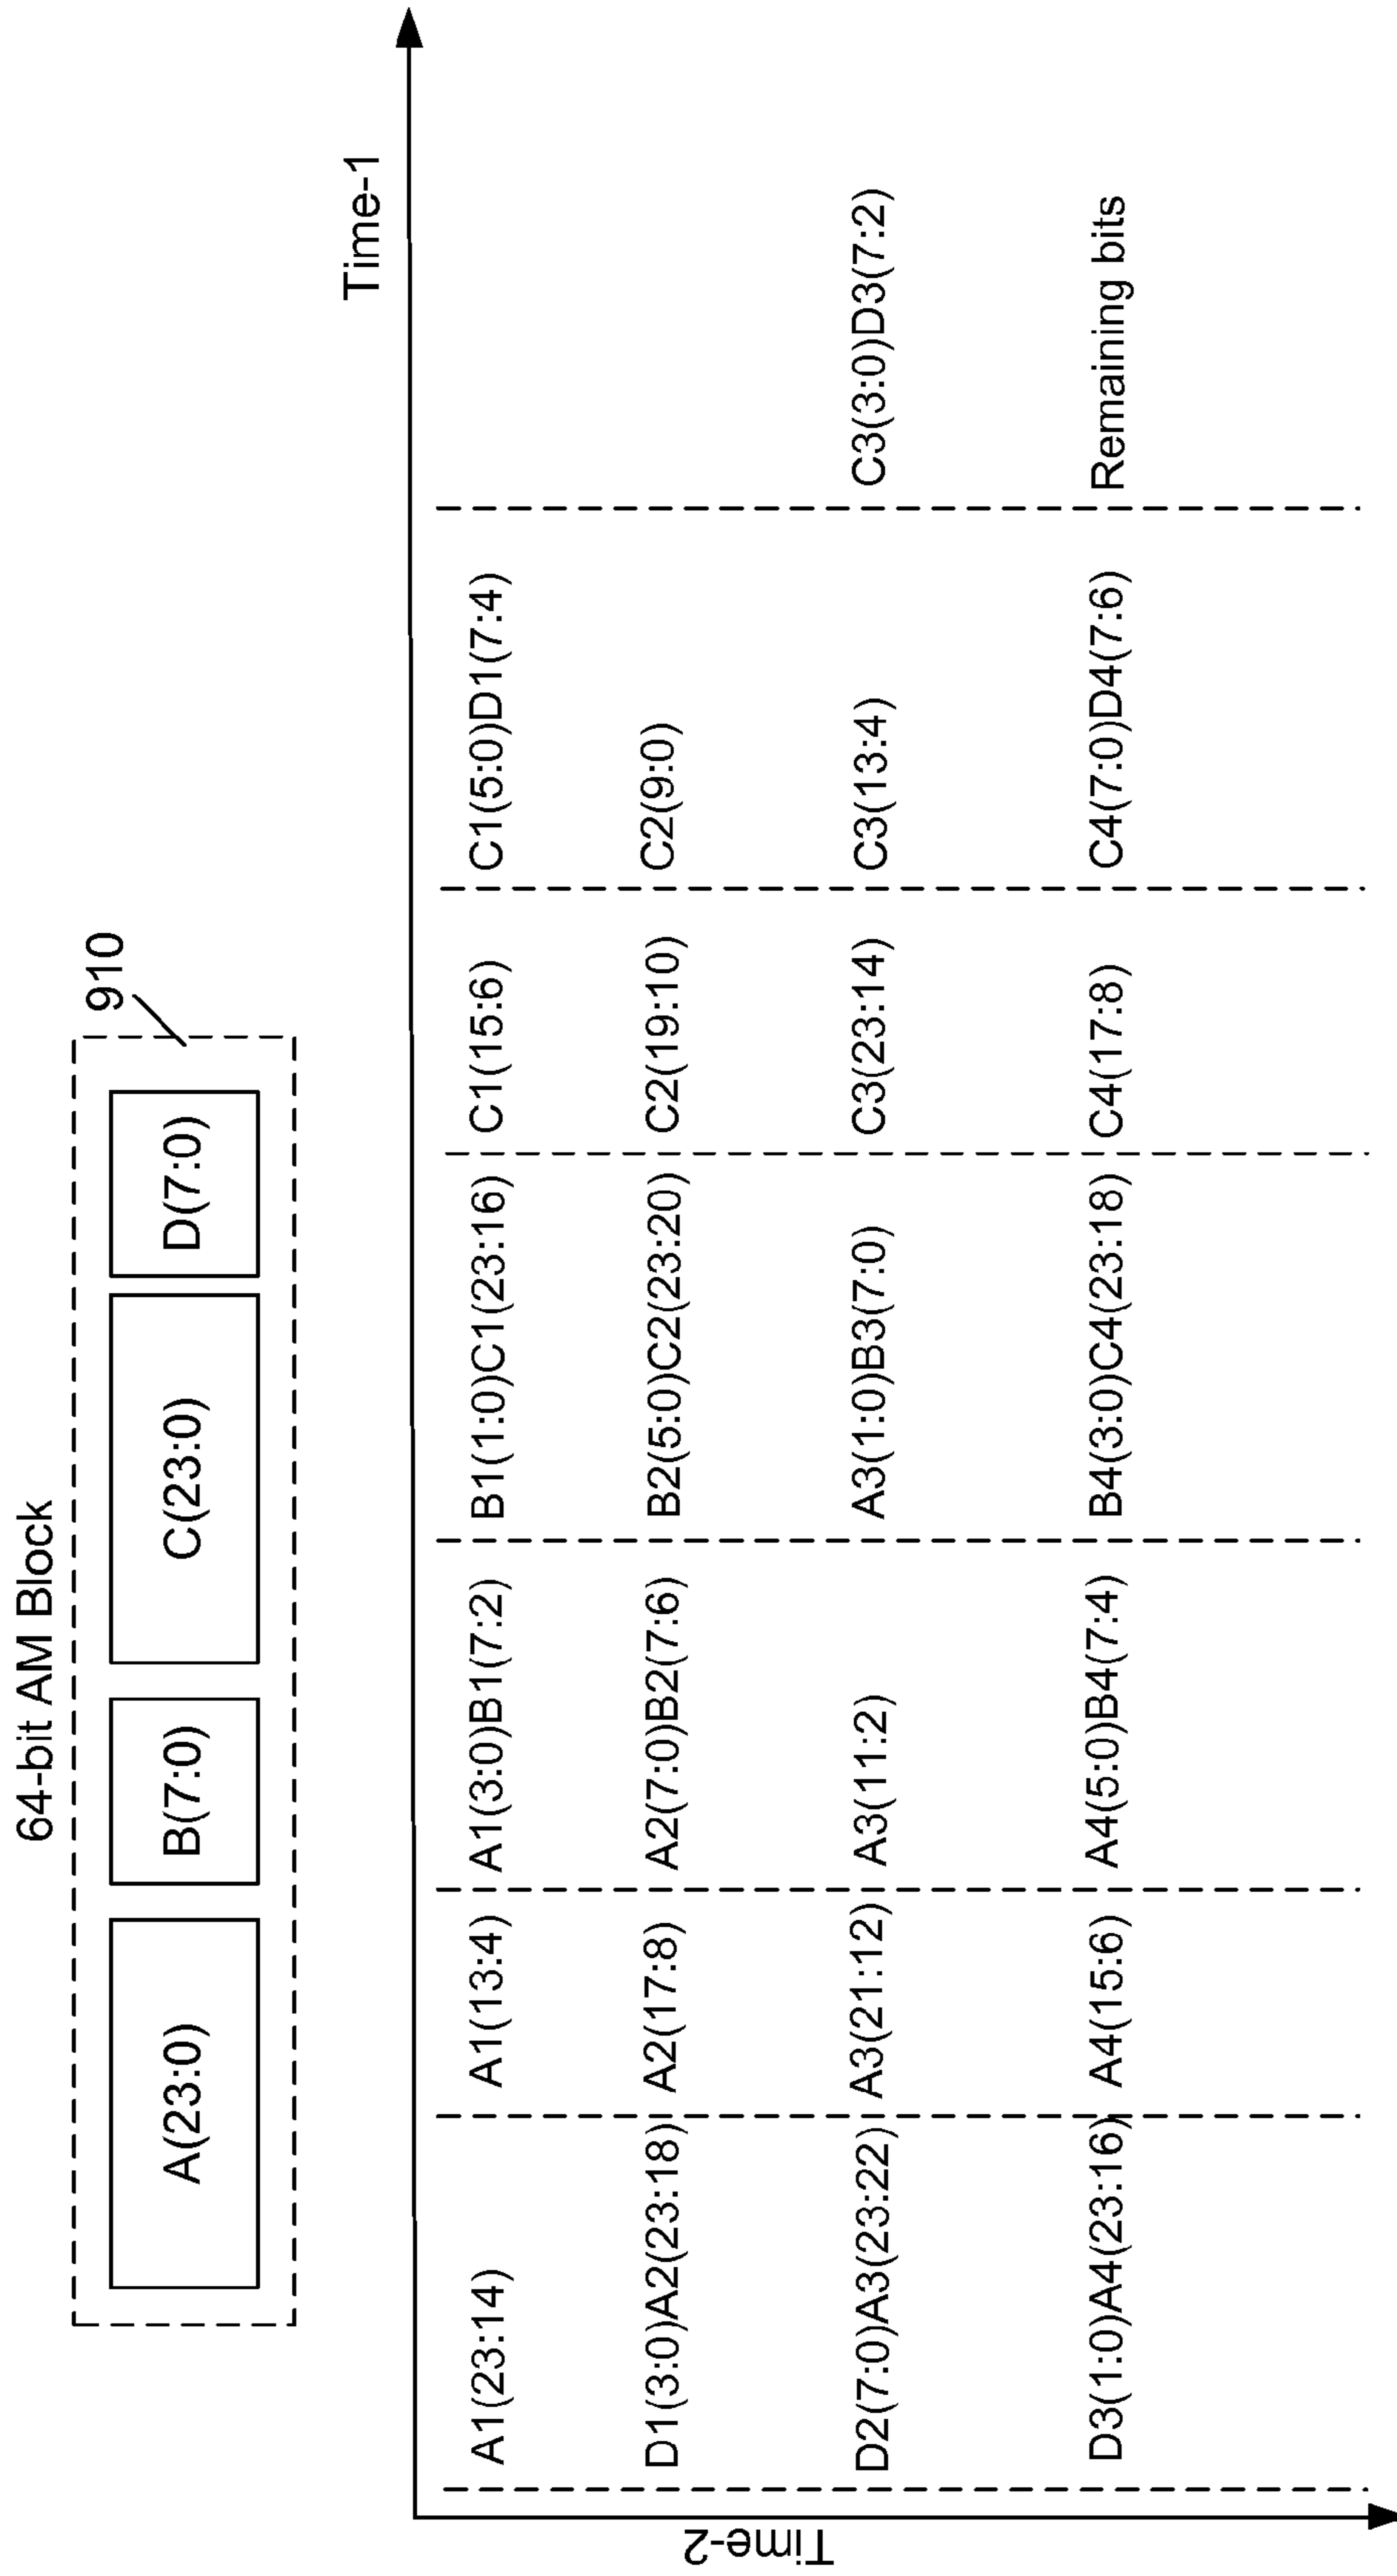 64-bit AM Block
A(23:0) B(7:0) C(23:0) D(7:0)
910
Time-1
Time-2
A1(23:14) A1(13:4) A1(3:0)B1(7:2) B1(1:0)C1(23:16) C1(15:6) C1(5:0)D1(7:4)
D1(3:0)A2(23:18) A2(17:8) A2(7:0)B2(7:6) B2(5:0)C2(23:20) C2(19:10) C2(9:0)
D2(7:0)A3(23:22) A3(21:12) A3(11:2) A3(1:0)B3(7:0) C3(23:14) C3(13:4) C3(3:0)D3(7:2)
D3(1:0)A4(23:16) A4(15:6) A4(5:0)B4(7:4) B4(3:0)C4(23:18) C4(17:8) C4(7:0)D4(7:6) Remaining bits